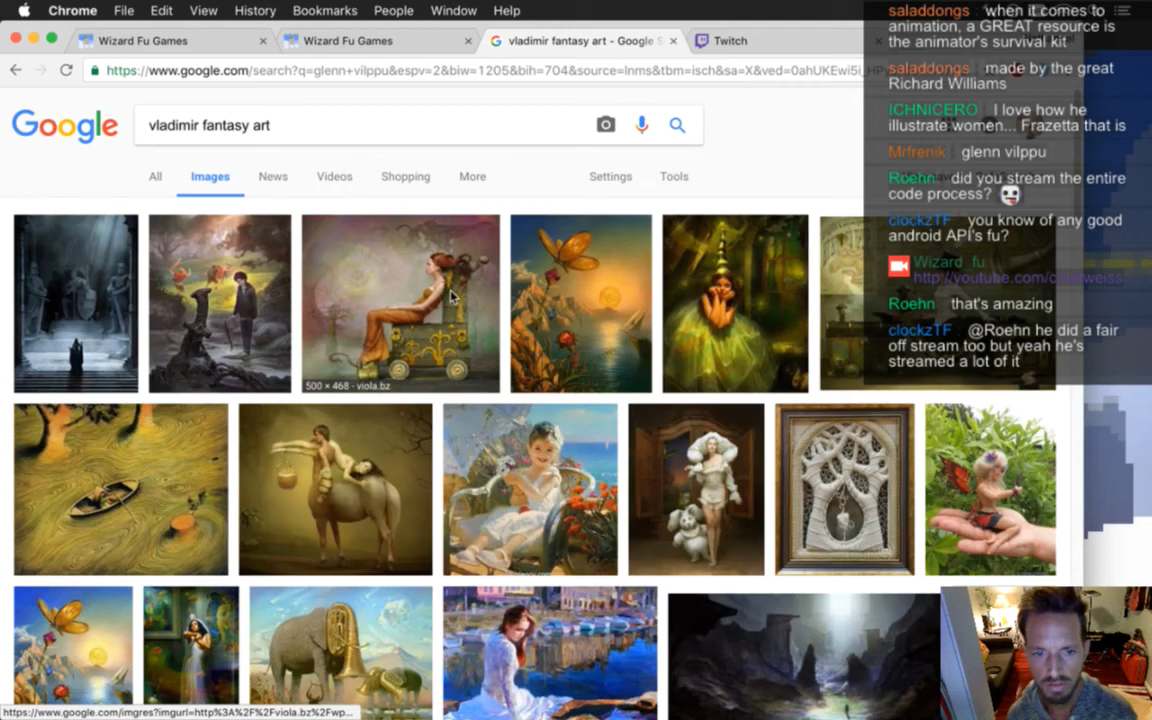 Chrome File Edit View History Bookmarks People Window Help
Wizard Fu Games
Wizard Fu Games
vladimir fantasy art - Google S
Twitch
https://www.google.com/search?q=glenn+vilppu&espv=2&biw=1205&bih=704&source=lnms&tbm=isch&sa=X&ved=0ahUKEwi5i_HP
Google
vladimir fantasy art
All Images News Videos Shopping More Settings Tools
500 × 468 - viola.bz
saladdongs when it comes to
animation, a GREAT resource is
the animator's survival kit
saladdongs made by the great
Richard Williams
ICHNICERO I love how he
illustrate women... Frazetta that is
Mrfrenik glenn vilppu
Roehn did you stream the entire
code process?
clockzTF you know of any good
android API's fu?
Wizard_fu
Roehn that's amazing
clockzTF @Roehn he did a fair
off stream too but yeah he's
streamed a lot of it
https://www.google.com/imgres?imgurl=http%3A%2F%2Fviola.bz%2Fwp...